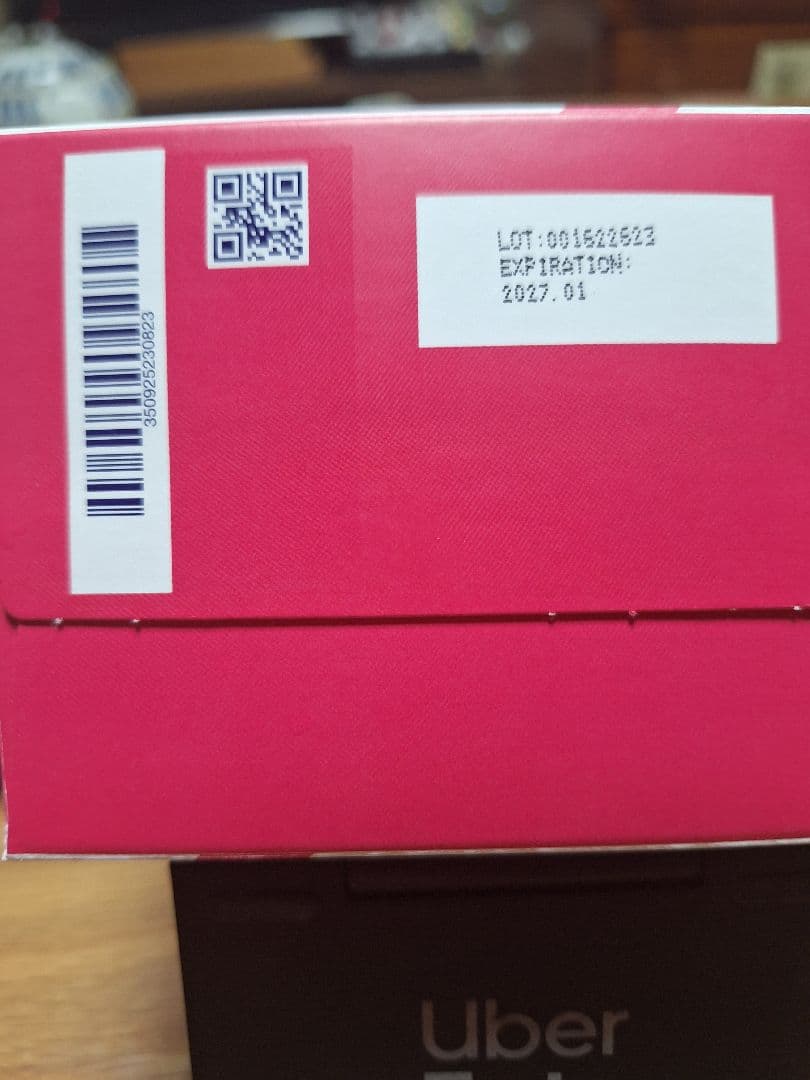 350925230823
LOT:001622623
EXPIRATION:
2027.01
Uber